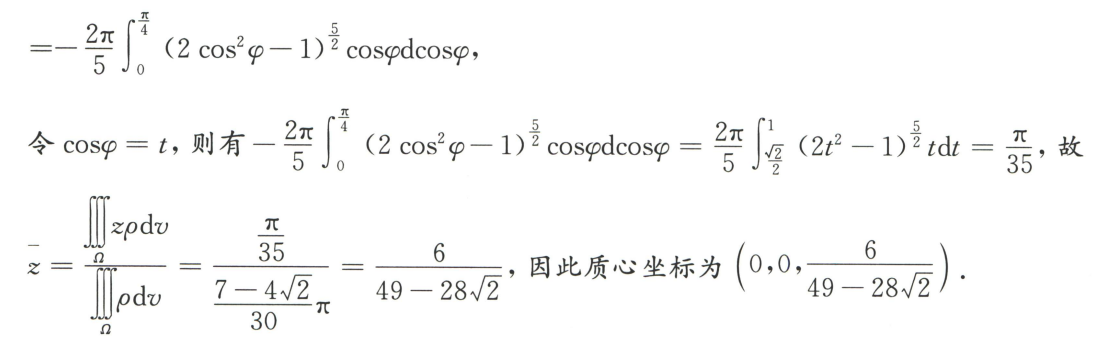 $=-\frac{2\pi}{5}\int_{0}^{\frac{\pi}{4}}(2\cos^2\varphi-1)^{\frac{5}{2}}\cos\varphi d\cos\varphi,$
令 $\cos\varphi=t$, 则有 $-\frac{2\pi}{5}\int_{0}^{\frac{\pi}{4}}(2\cos^2\varphi-1)^{\frac{5}{2}}\cos\varphi d\cos\varphi=\frac{2\pi}{5}\int_{\frac{\sqrt{2}}{2}}^{1}(2t^2-1)^{\frac{5}{2}}tdt=\frac{\pi}{35}$, 故
$\bar{z}=\frac{\iiint_{\Omega}z\rho dv}{\iiint_{\Omega}\rho dv}=\frac{\frac{\pi}{35}}{\frac{7-4\sqrt{2}}{30}\pi}=\frac{6}{49-28\sqrt{2}}$, 因此质心坐标为 $\left(0,0,\frac{6}{49-28\sqrt{2}}\right)$.